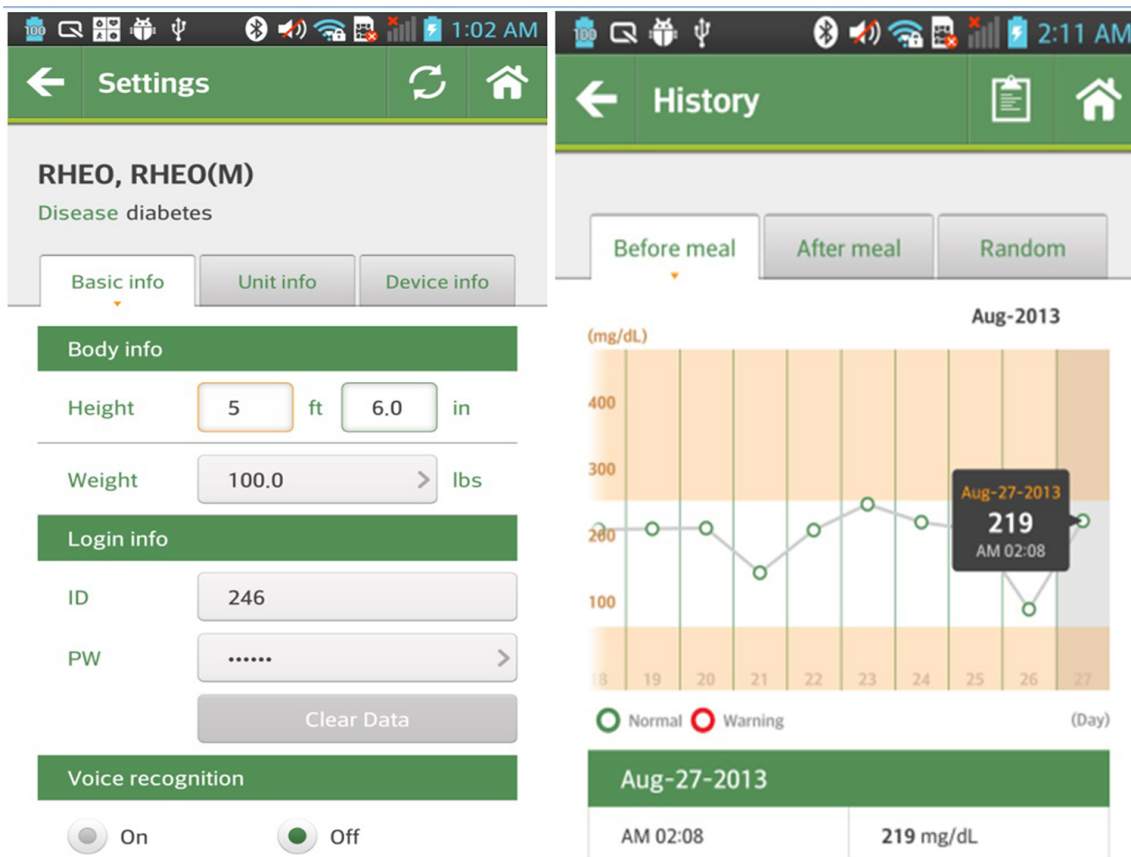 100
1:02 AM
Settings
RHEO, RHEO(M)
Disease diabetes
Basic info Unit info Device info
Body info
Height 5 ft 6.0 in
Weight 100.0 lbs
Login info
ID 246
PW ••••••
Clear Data
Voice recognition
On Off
100
2:11 AM
History
Before meal After meal Random
Aug-2013
(mg/dL)
400
300
200
100
Aug-27-2013
219
AM 02:08
18 19 20 21 22 23 24 25 26 27
Normal Warning (Day)
Aug-27-2013
AM 02:08 219 mg/dL